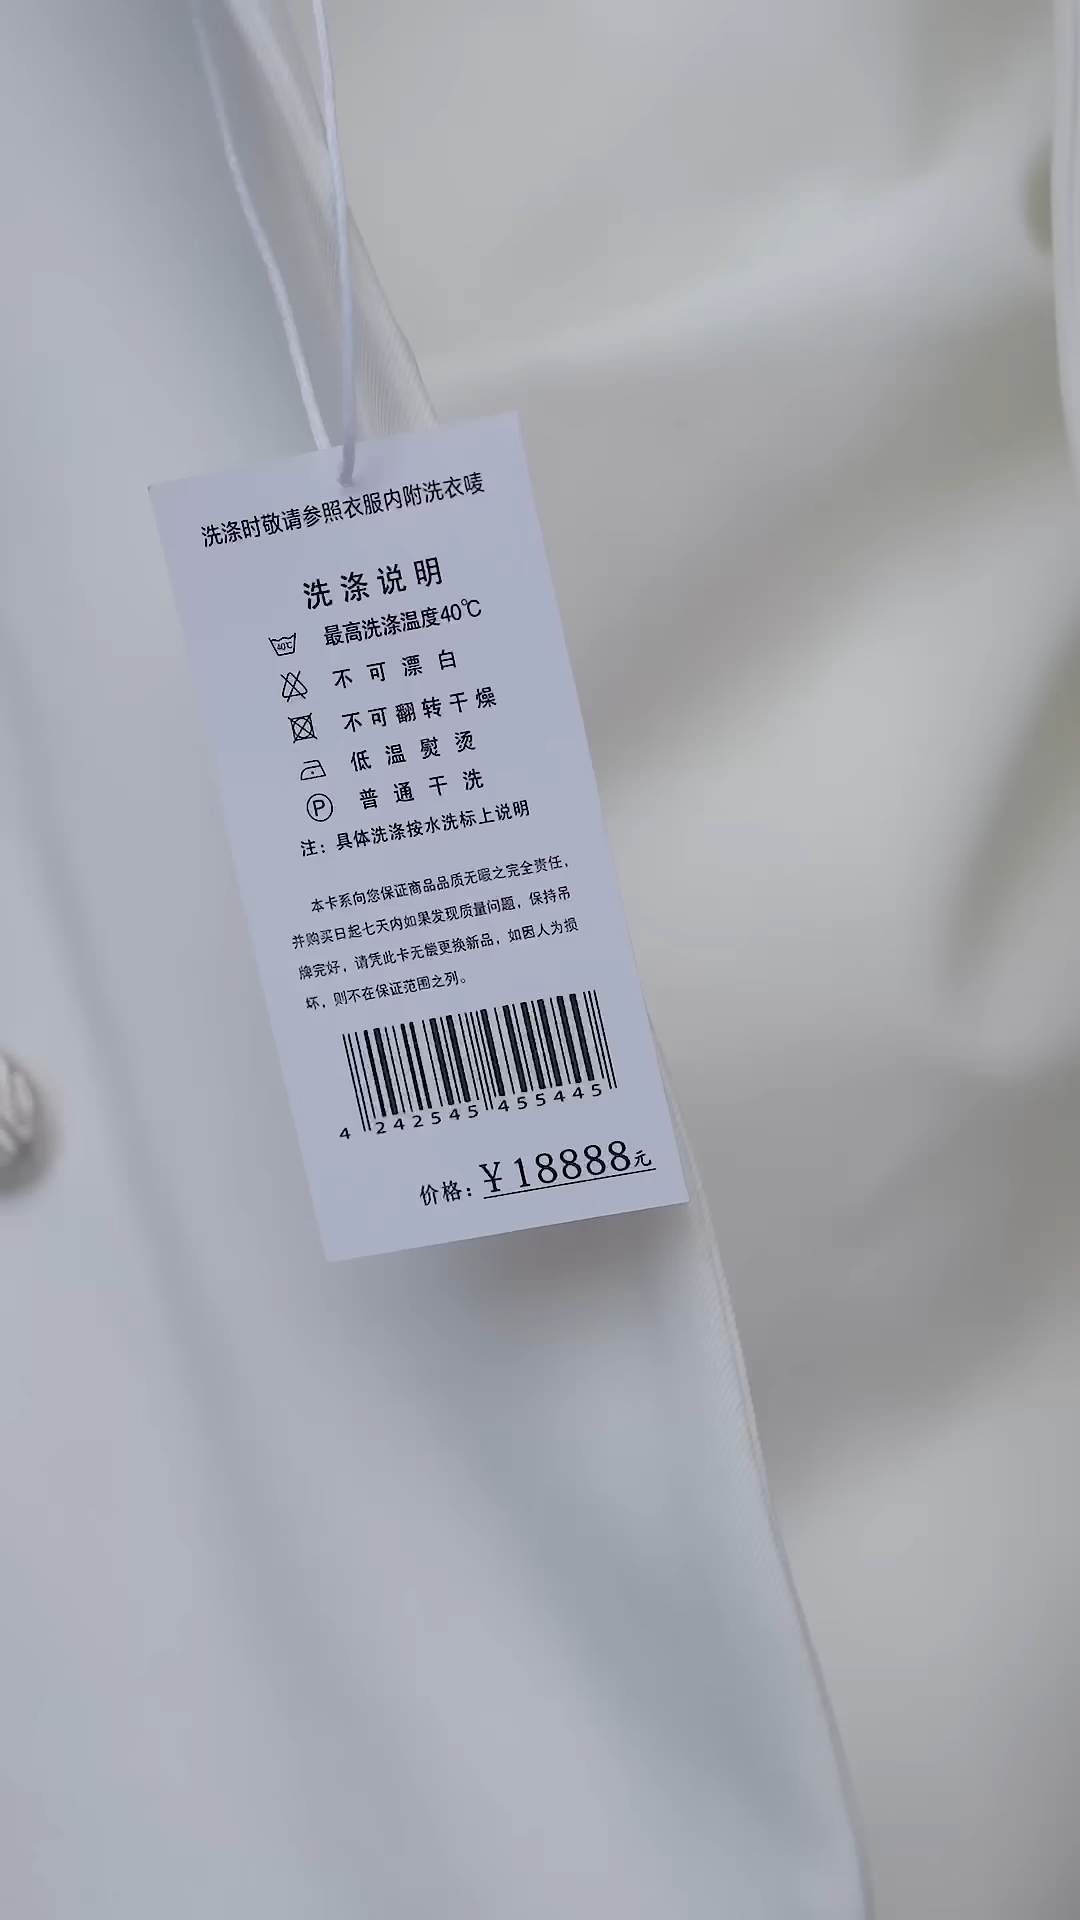 洗涤时敬请参照衣服内附洗衣唛
洗涤说明
40℃ 最高洗涤温度40℃
不可漂白
不可翻转干燥
低温熨烫
P 普通干洗
注：具体洗涤按水洗标上说明
本卡系向您保证商品品质无暇之完全责任，
并购买日起七天内如果发现质量问题，保持吊
牌完好，请凭此卡无偿更换新品，如因人为损
坏，则不在保证范围之列。
4 242545 455445
价格：￥18888元